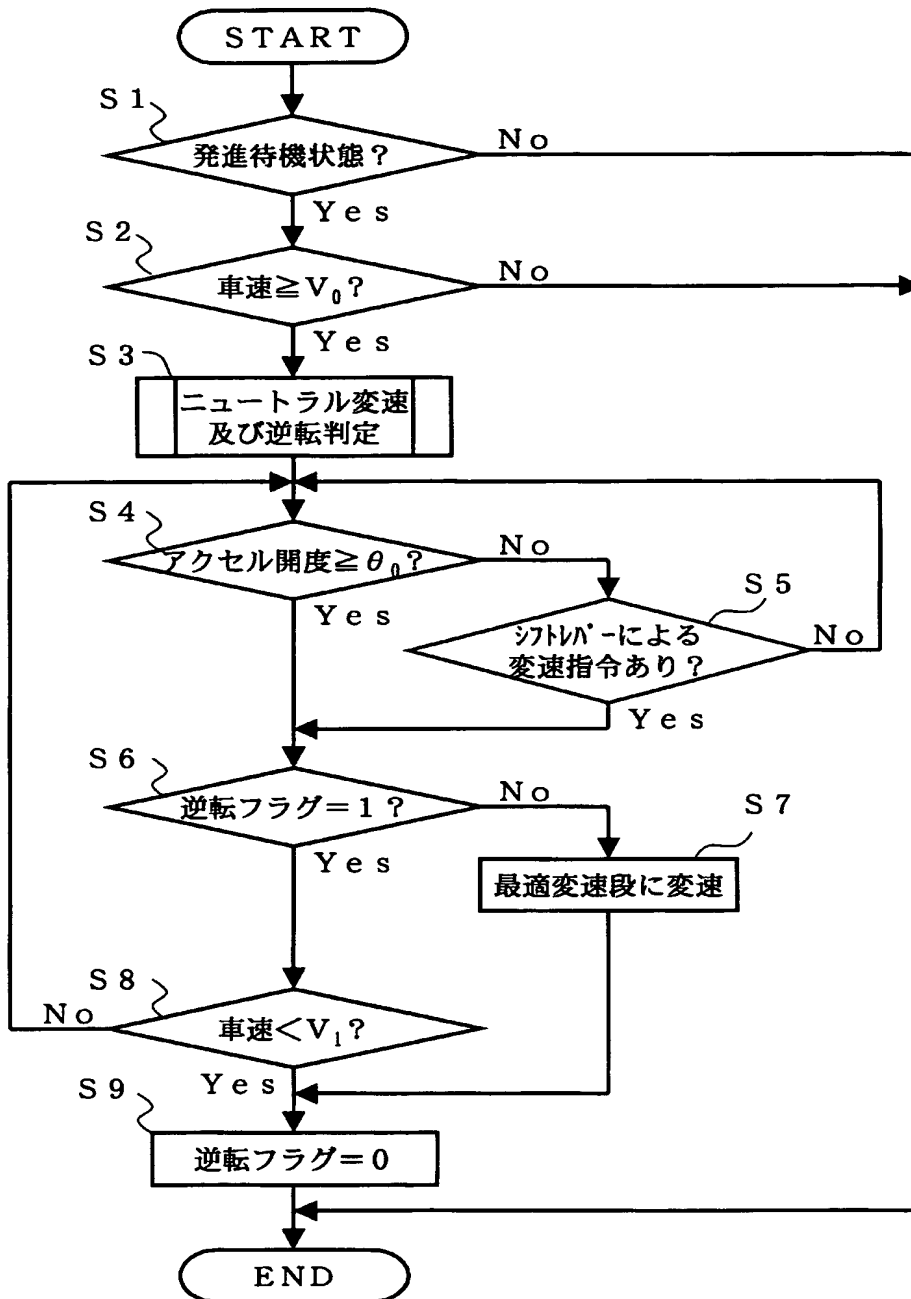 START
S1
発進待機状態？
No
Yes
S2
車速≧V₀？
No
Yes
S3
ニュートラル変速
及び逆転判定
S4
アクセル開度≧θ₀？
No
Yes
S5
ｼﾌﾄﾚﾊﾞｰによる
変速指令あり？
No
Yes
S6
逆転フラグ＝1？
No
Yes
S7
最適変速段に変速
S8
車速＜V₁？
No
Yes
S9
逆転フラグ＝0
END